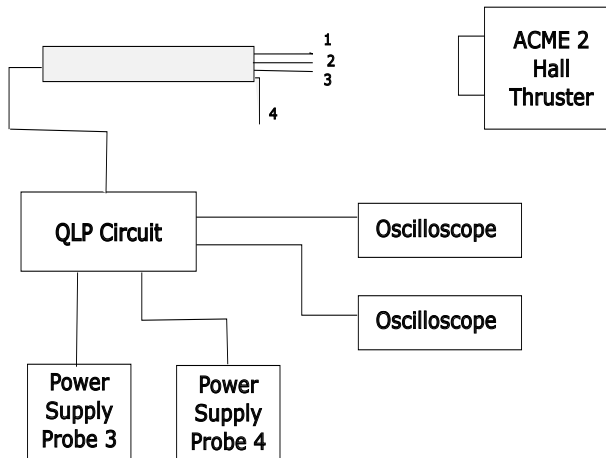 1
2
3
4
ACME 2
Hall
Thruster
QLP Circuit
Oscilloscope
Oscilloscope
Power
Supply
Probe 3
Power
Supply
Probe 4